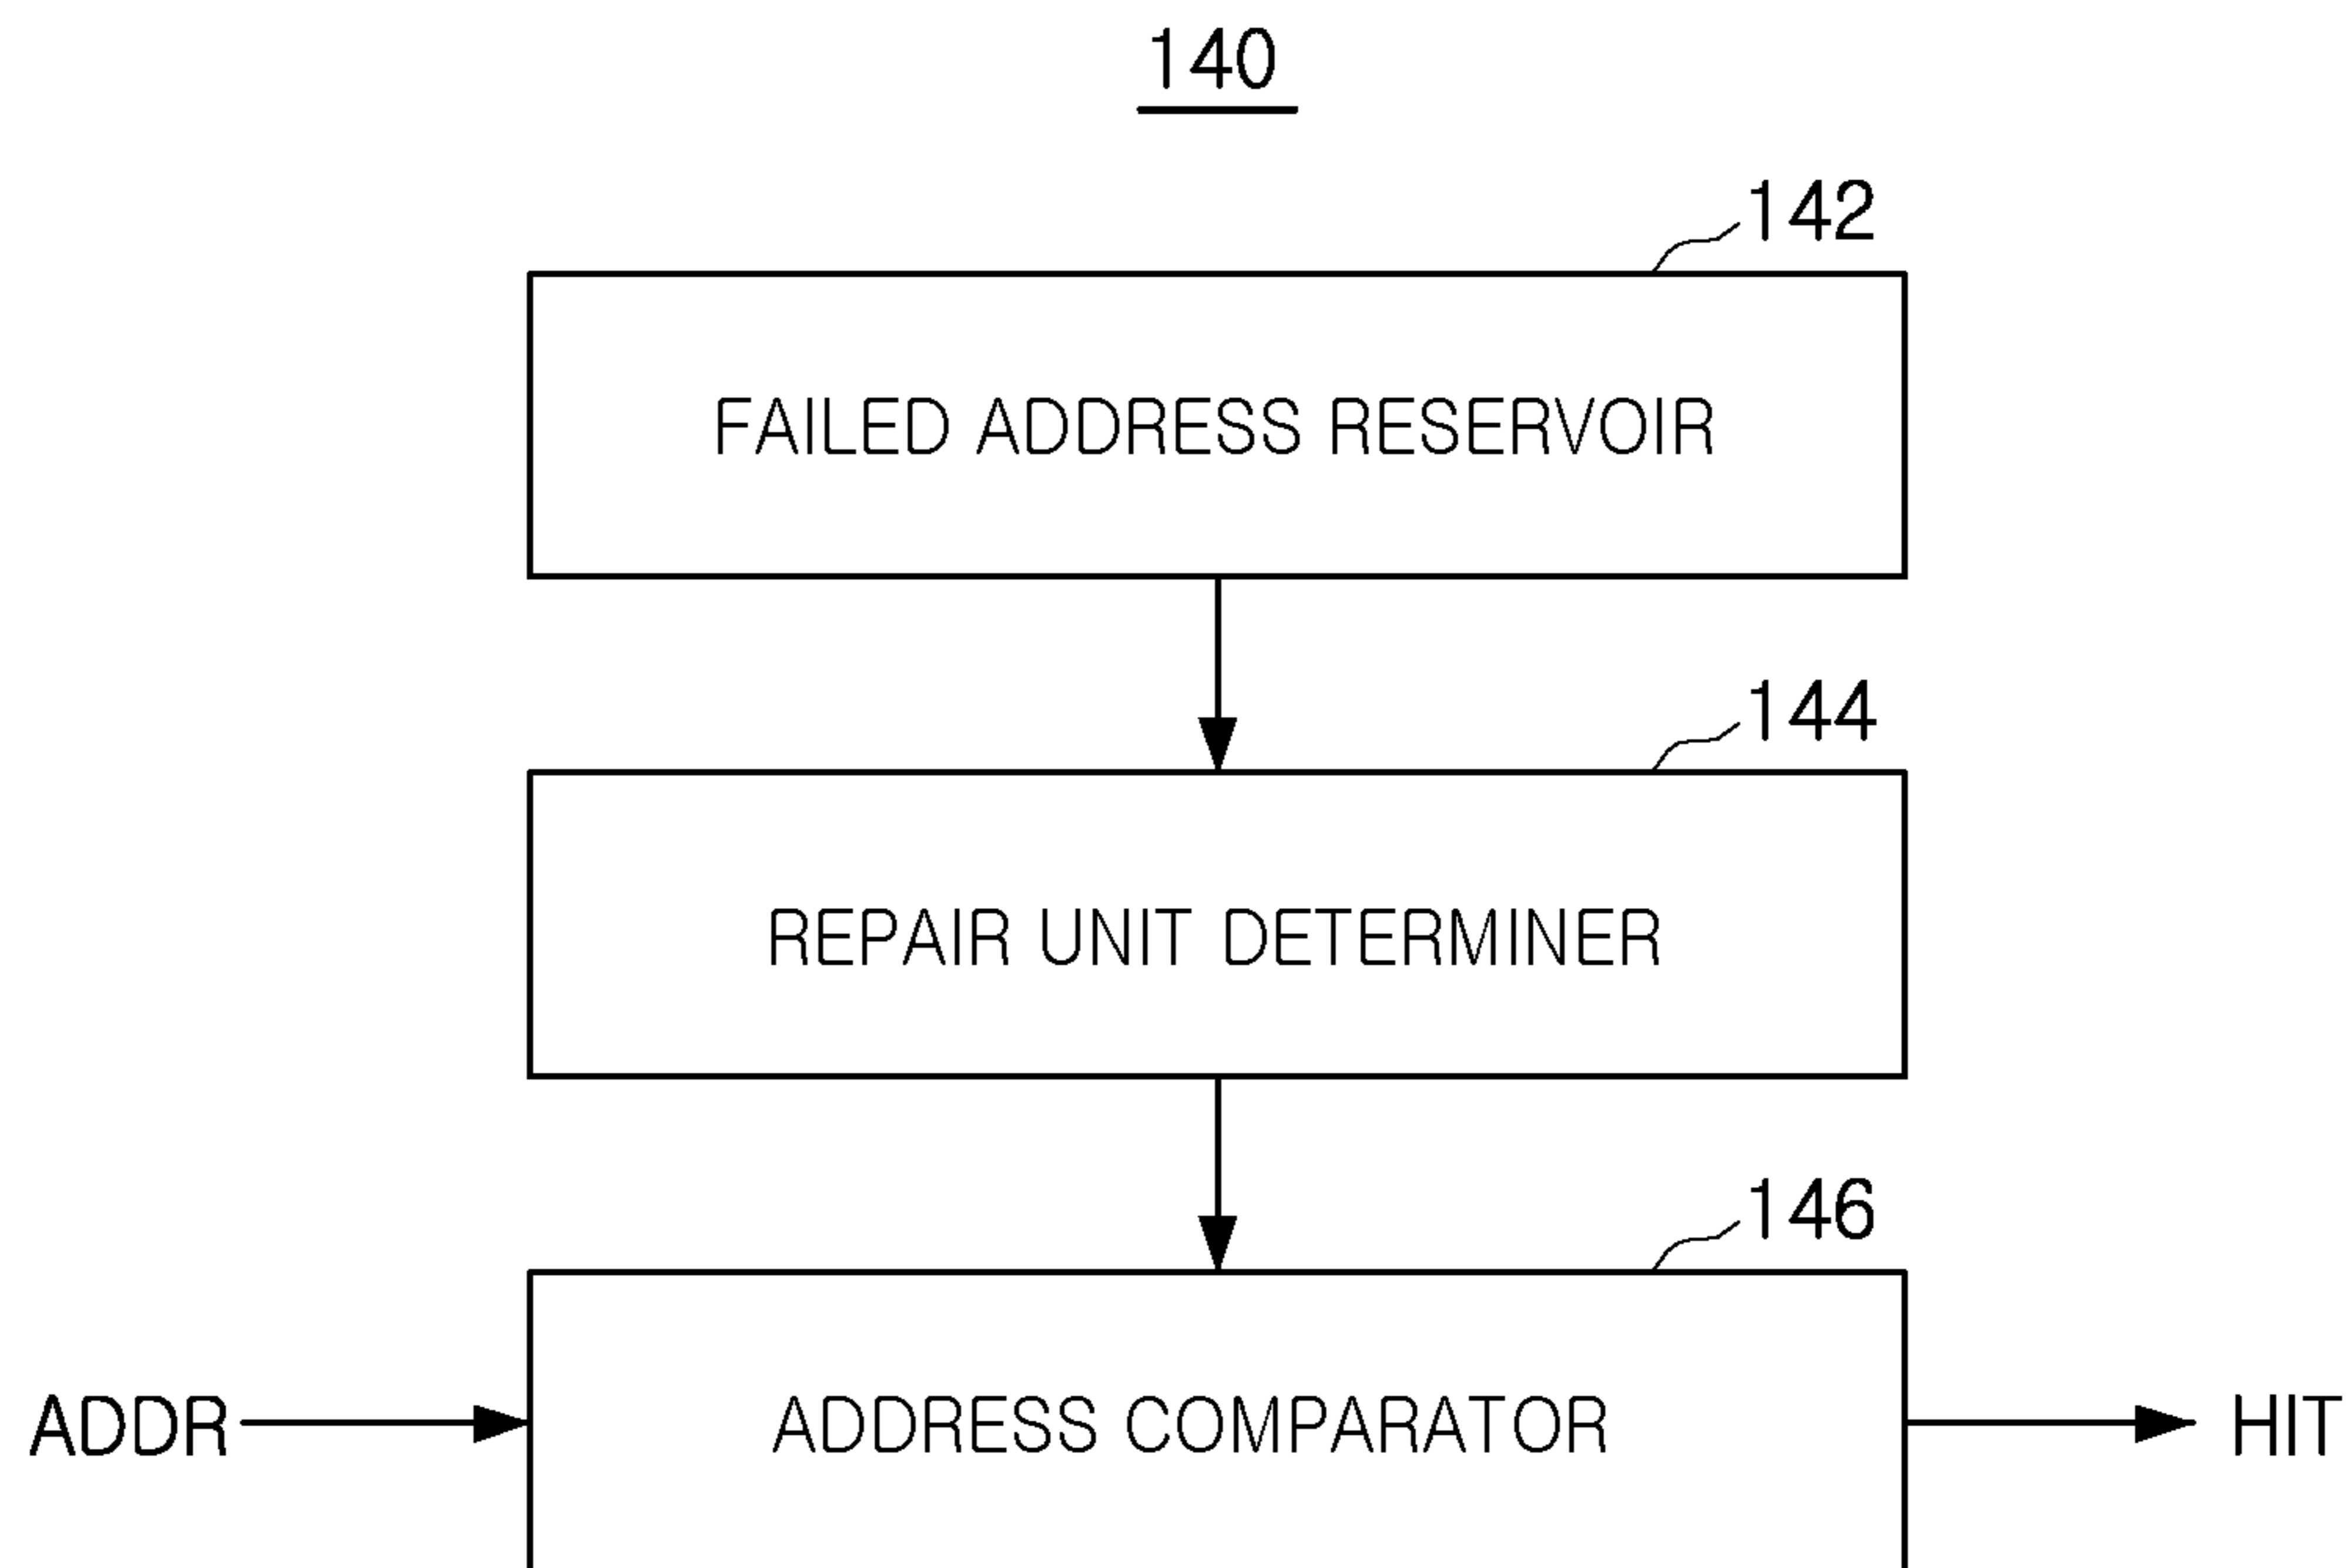 140
142
FAILED ADDRESS RESERVOIR
144
REPAIR UNIT DETERMINER
146
ADDR
ADDRESS COMPARATOR
HIT